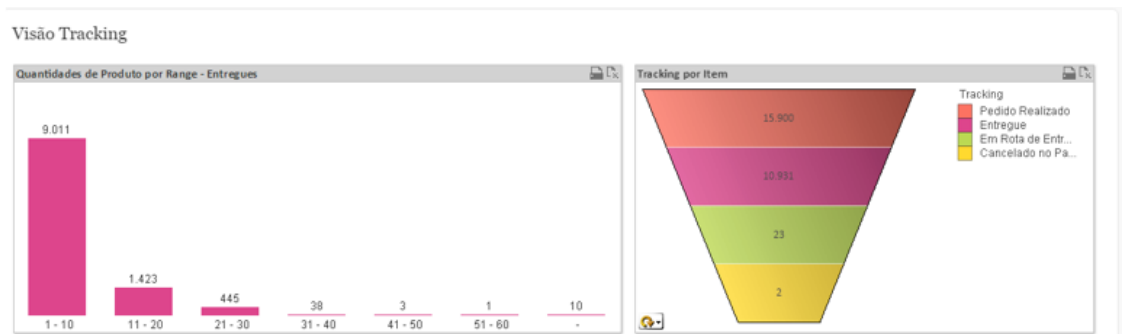 Visão Tracking
Quantidades de Produto por Range - Entregues
9.011
1.423
445
38
3
1
10
1 - 10
11 - 20
21 - 30
31 - 40
41 - 50
51 - 60
-
Tracking por Item
15.900
10.931
23
2
Tracking
Pedido Realizado
Entregue
Em Rota de Entr...
Cancelado no Pa...